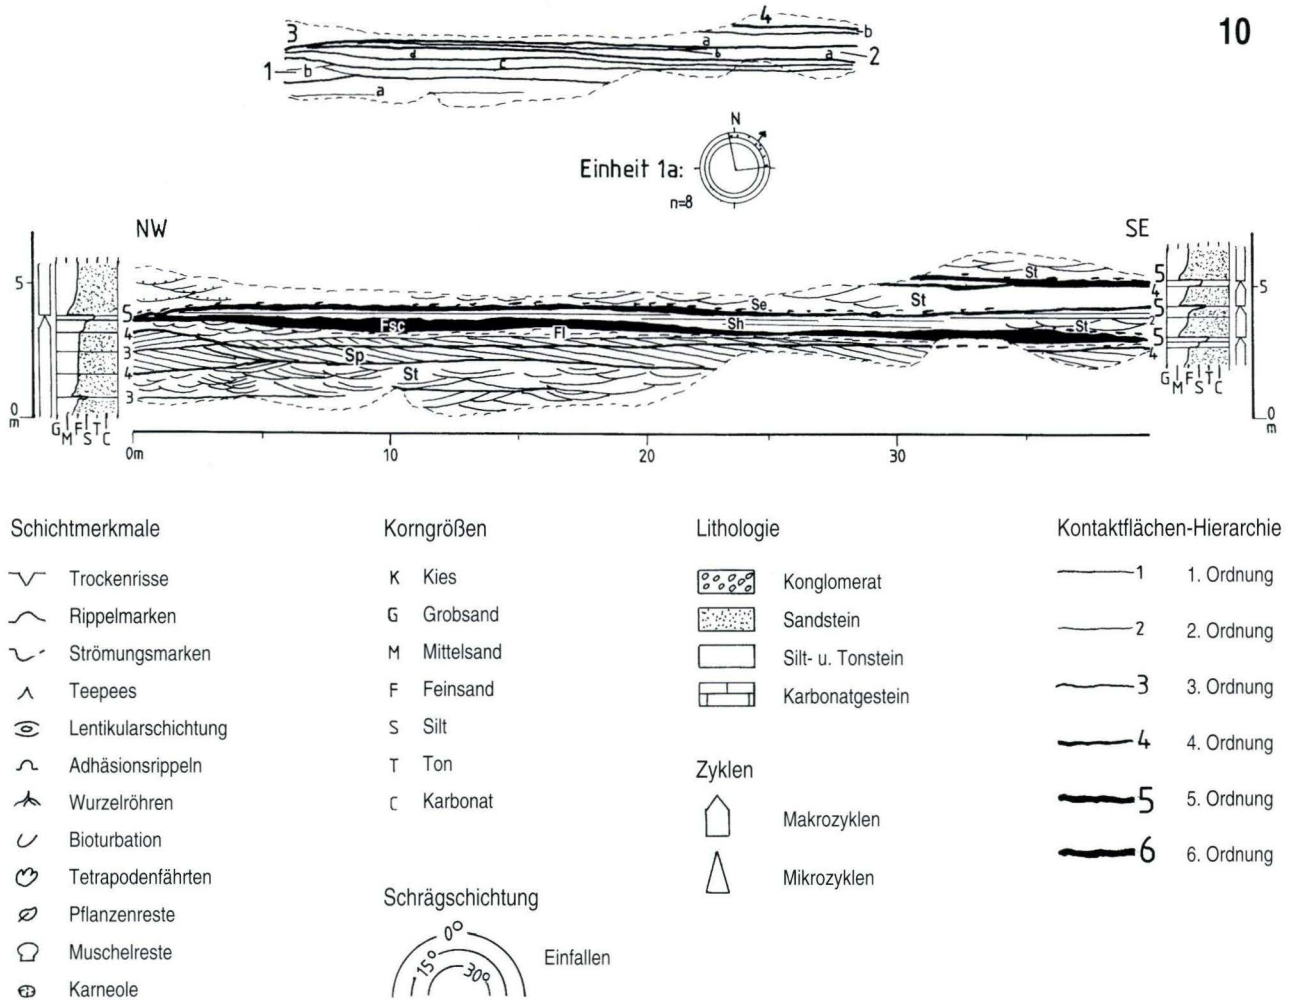 10
3
4
b
a
b
a
2
d
c
1
b
a
N
Einheit 1a:
n=8
NW
SE
5
0
m
G M F S T C
5
4
3
4
3
Fsc
Sp
St
Fl
Sh
Se
St
St
St
5
4
5
4
5
4
G M F S T C
5
0
m
0m
10
20
30
Schichtmerkmale
Trockenrisse
Rippelmarken
Strömungsmarken
Teepees
Lentikularschichtung
Adhäsionsrippeln
Wurzelröhren
Bioturbation
Tetrapodenfährten
Pflanzenreste
Muschelreste
Karneole
Korngrößen
K Kies
G Grobsand
M Mittelsand
F Feinsand
S Silt
T Ton
C Karbonat
Schrägschichtung
0°
15°
30°
Einfallen
Lithologie
Konglomerat
Sandstein
Silt- u. Tonstein
Karbonatgestein
Zyklen
Makrozyklen
Mikrozyklen
Kontaktflächen-Hierarchie
1 1. Ordnung
2 2. Ordnung
3 3. Ordnung
4 4. Ordnung
5 5. Ordnung
6 6. Ordnung